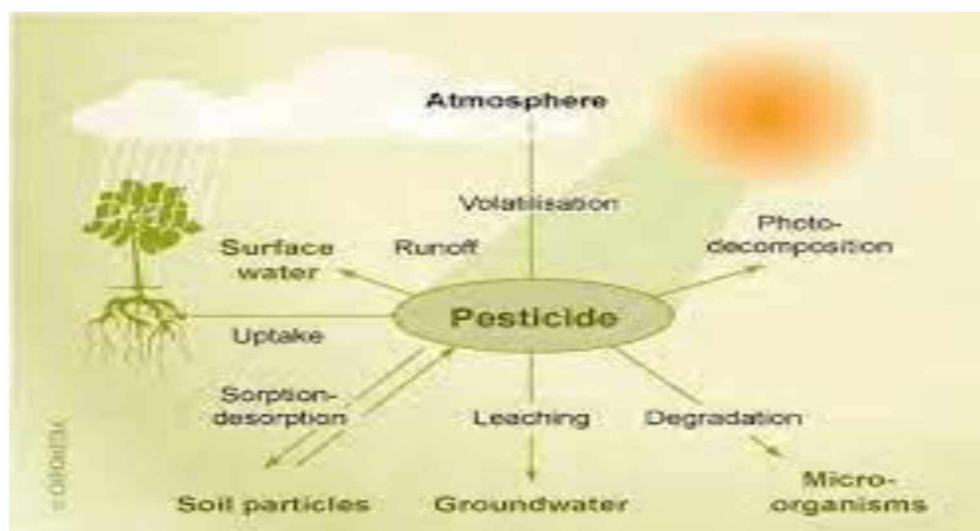 Atmosphere
Volatilisation
Photo-
decomposition
Surface
water
Runoff
Pesticide
Uptake
Sorption-
desorption
Leaching
Degradation
Soil particles
Groundwater
Micro-
organisms